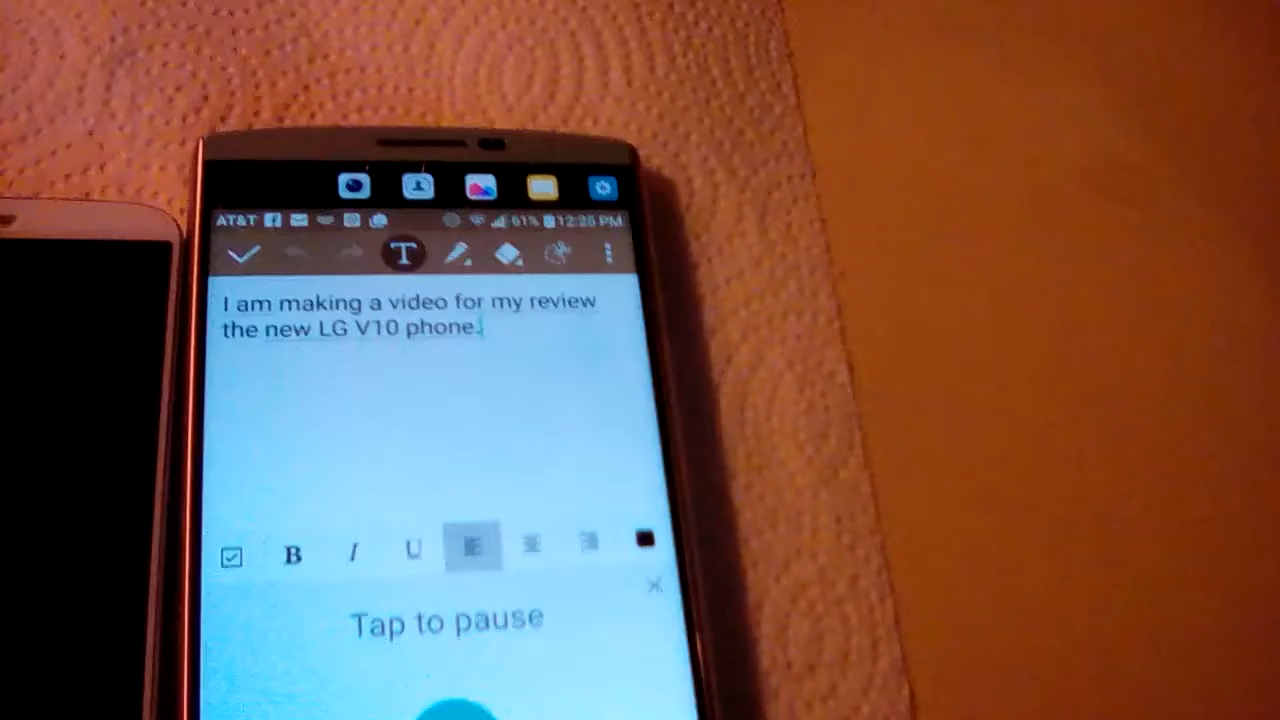 AT&T 61% 12:25 PM
T
I am making a video for my review
the new LG V10 phone.
B I U
Tap to pause